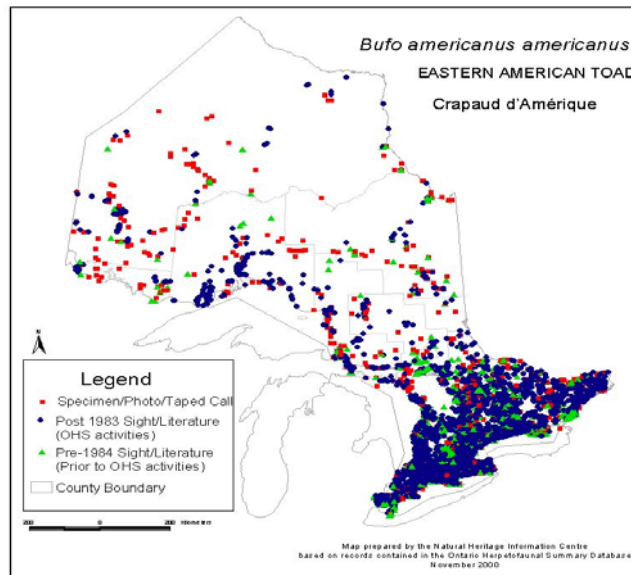 Bufo americanus americanus
EASTERN AMERICAN TOAD
Crapaud d'Amérique
N
Legend
Specimen/Photo/Taped Call
Post 1983 Sight/Literature
(OHS activities)
Pre-1984 Sight/Literature
(Prior to OHS activities)
County Boundary
200 0 200 Kilometers
Map prepared by the Natural Heritage Information Centre
based on records contained in the Ontario Herpetofaunal Summary Database
November 2000